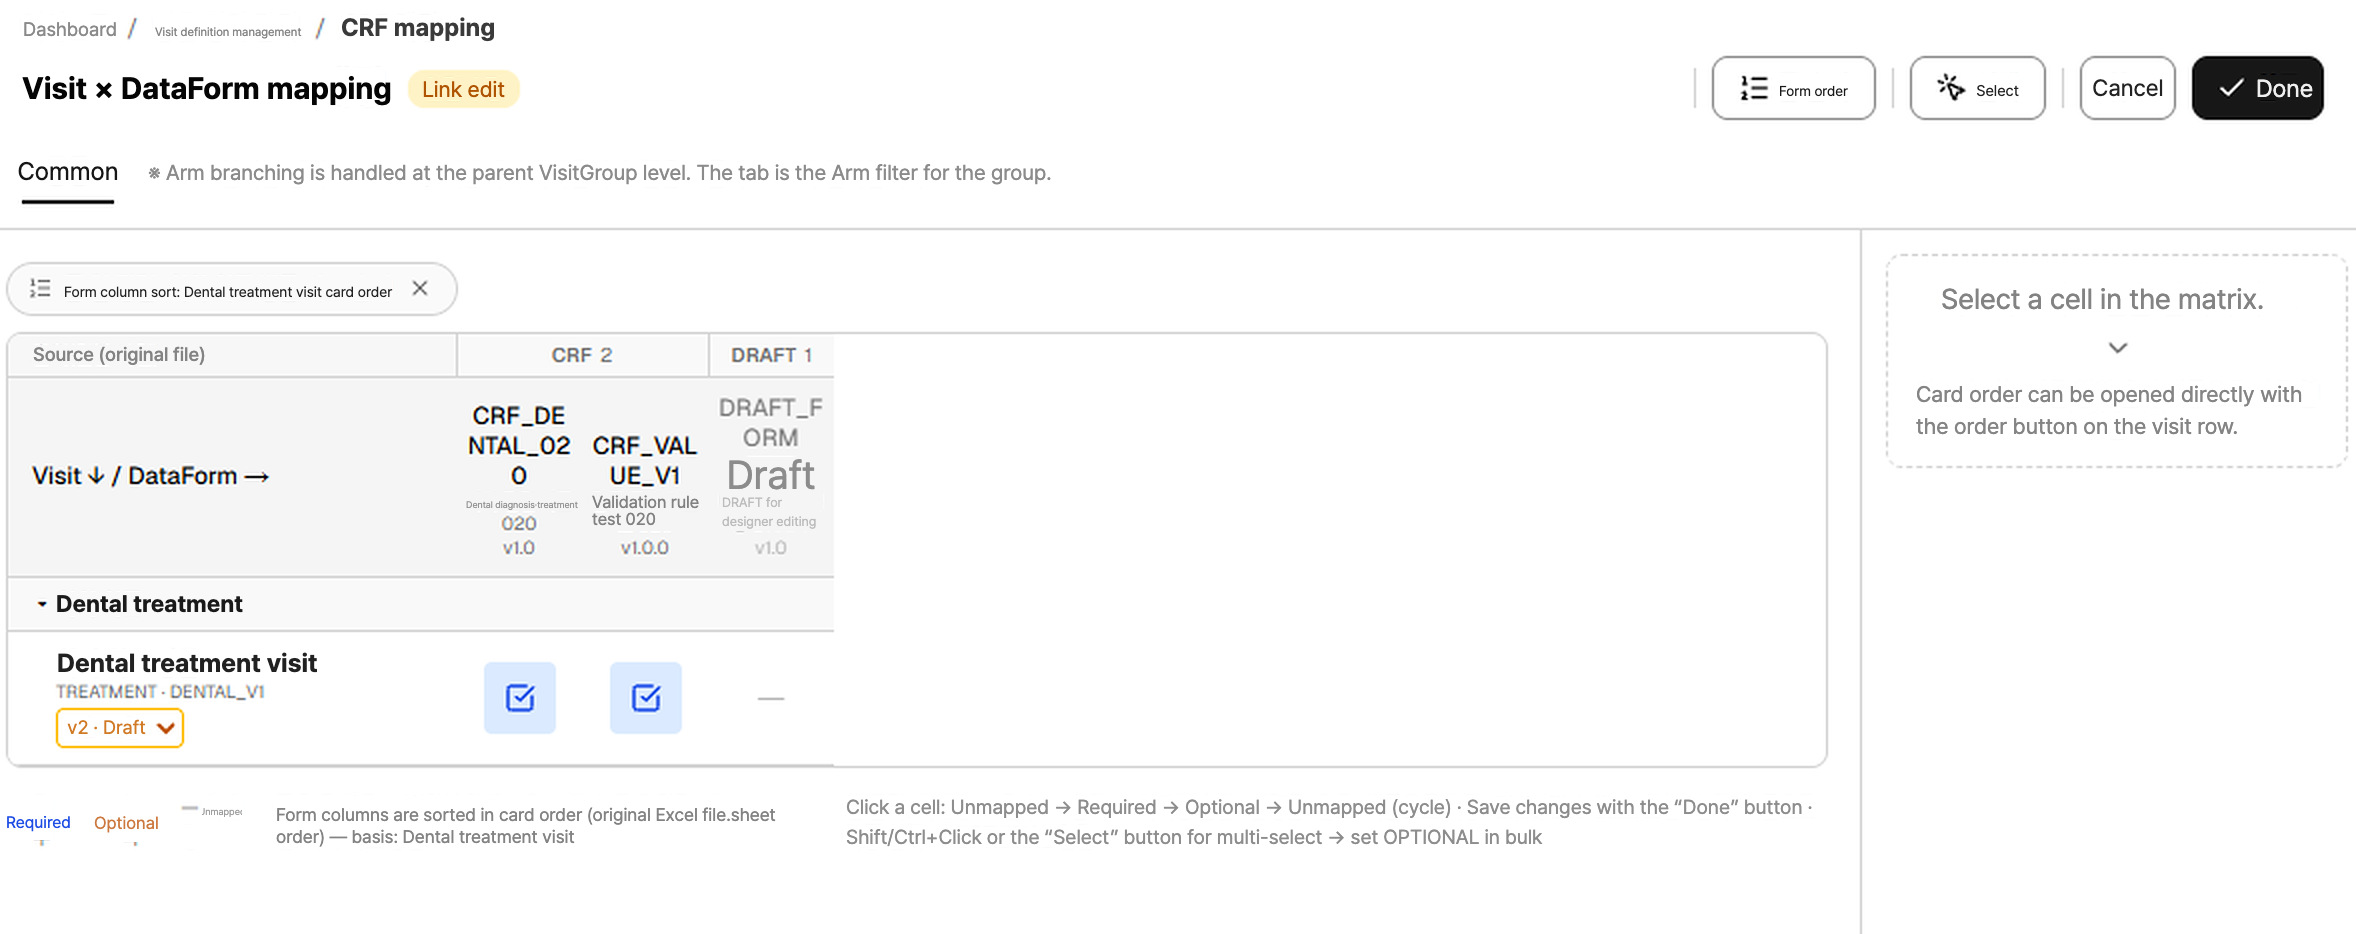 Dashboard / Visit definition management / CRF mapping
Visit × DataForm mapping Link edit
Form order Select Cancel Done
Common ※ Arm branching is handled at the parent VisitGroup level. The tab is the Arm filter for the group.
Form column sort: Dental treatment visit card order
Select a cell in the matrix.
Card order can be opened directly with
the order button on the visit row.
Source (original file) CRF 2 DRAFT 1
Visit ↓ / DataForm →
CRF_DE
NTAL_02
0
Dental diagnosis·treatment
020
v1.0
CRF_VAL
UE_V1
Validation rule
test 020
v1.0.0
DRAFT_F
ORM
Draft
DRAFT for
designer editing
v1.0
Dental treatment
Dental treatment visit
TREATMENT · DENTAL_V1
v2 · Draft
—
Required Optional
Form columns are sorted in card order (original Excel file.sheet
order) — basis: Dental treatment visit
Click a cell: Unmapped → Required → Optional → Unmapped (cycle) · Save changes with the “Done” button ·
Shift/Ctrl+Click or the “Select” button for multi-select → set OPTIONAL in bulk